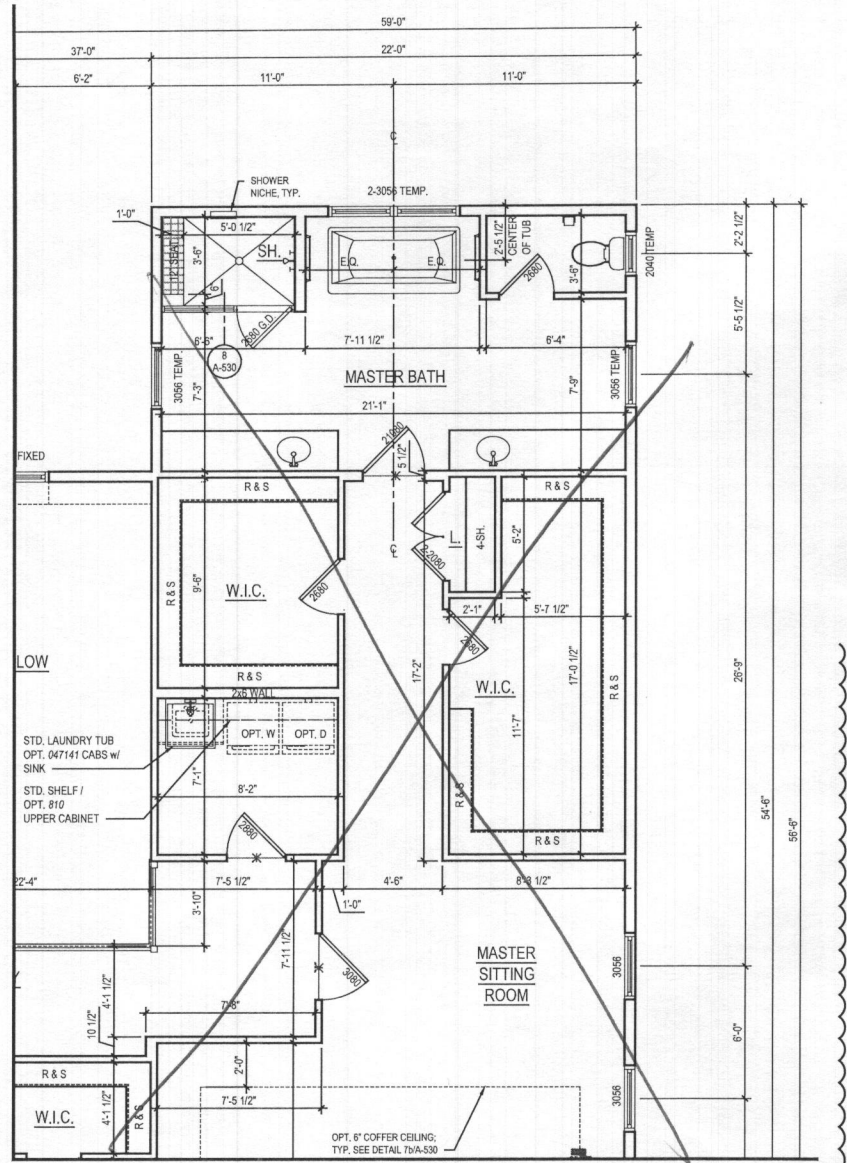 59'-0"
37'-0"
22'-0"
6'-2"
11'-0"
11'-0"
C
SHOWER
NICHE, TYP.
2-3056 TEMP.
1'-0"
5'-0 1/2"
12" SEAT
3'-6"
SH.
6"
E.Q.
E.Q.
2'-5 1/2"
CENTER
OF TUB
2680
3'-6"
2040 TEMP
2'-2 1/2"
5'-5 1/2"
2680 G.D.
6'-6"
8
A-530
7'-11 1/2"
6'-4"
3056 TEMP.
7'-3"
MASTER BATH
7'-9"
3056 TEMP
21'-1"
21080
5 1/2"
FIXED
R & S
R & S
R & S
9'-6"
W.I.C.
2680
R & S
C
L
L.
4-SH.
2-2080
5'-2"
2'-1"
5'-7 1/2"
2680
17'-2"
W.I.C.
17'-0 1/2"
11'-7"
R & S
R & S
R & S
26'-9"
54'-6"
56'-6"
LOW
2x6 WALL
STD. LAUNDRY TUB
OPT. 047141 CABS w/
SINK
OPT. W
OPT. D
STD. SHELF /
OPT. 810
UPPER CABINET
7'-1"
8'-2"
2880
22'-4"
7'-5 1/2"
4'-6"
8'-3 1/2"
1'-0"
3'-10"
7'-11 1/2"
3080
MASTER
SITTING
ROOM
3056
4'-1 1/2"
10 1/2"
7'-8"
2'-0"
6'-0"
R & S
W.I.C.
4'-1 1/2"
R & S
7'-5 1/2"
3056
OPT. 6" COFFER CEILING;
TYP. SEE DETAIL 7b/A-530